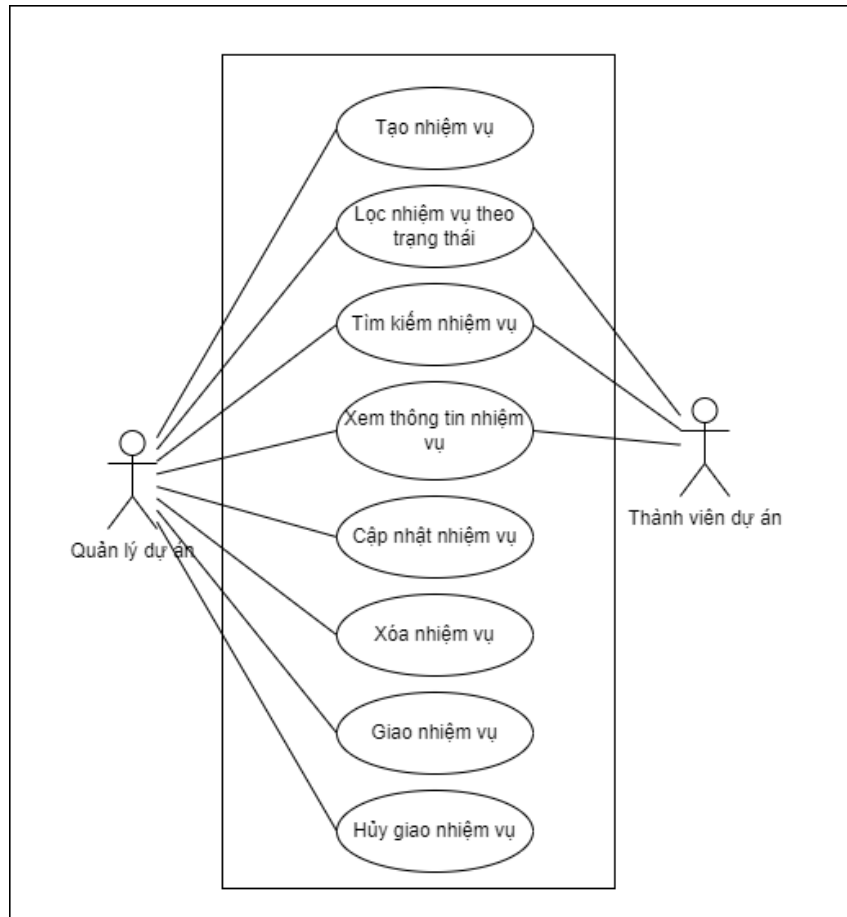 Tạo nhiệm vụ
Lọc nhiệm vụ theo
trạng thái
Tìm kiếm nhiệm vụ
Xem thông tin nhiệm
vụ
Cập nhật nhiệm vụ
Xóa nhiệm vụ
Giao nhiệm vụ
Hủy giao nhiệm vụ
Quản lý dự án
Thành viên dự án